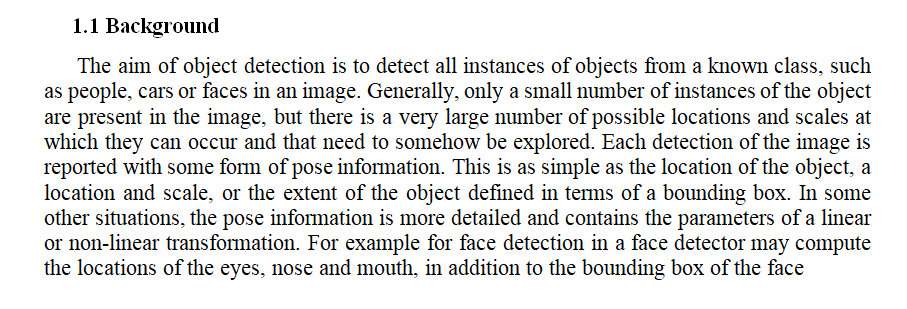 1.1 Background
The aim of object detection is to detect all instances of objects from a known class, such
as people, cars or faces in an image. Generally, only a small number of instances of the object
are present in the image, but there is a very large number of possible locations and scales at
which they can occur and that need to somehow be explored. Each detection of the image is
reported with some form of pose information. This is as simple as the location of the object, a
location and scale, or the extent of the object defined in terms of a bounding box. In some
other situations, the pose information is more detailed and contains the parameters of a linear
or non-linear transformation. For example for face detection in a face detector may compute
the locations of the eyes, nose and mouth, in addition to the bounding box of the face